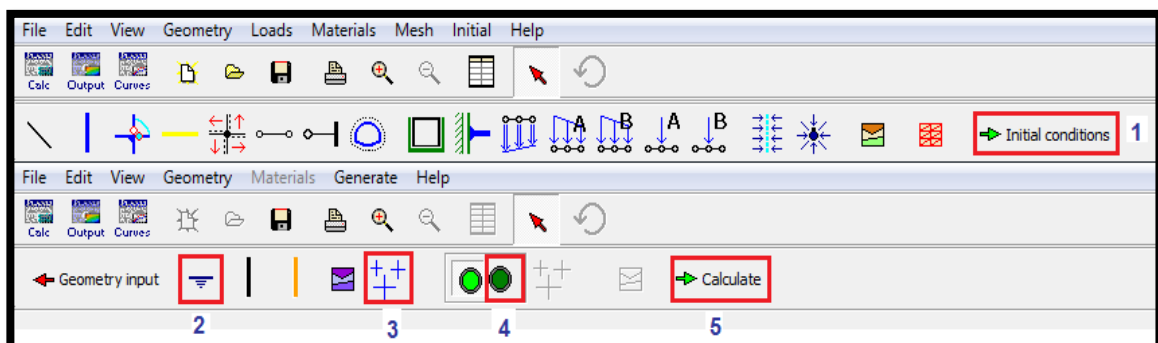 File Edit View Geometry Loads Materials Mesh Initial Help
Calc Output Curves
A B A B Initial conditions 1
File Edit View Geometry Materials Generate Help
Calc Output Curves
Geometry input Calculate
2 3 4 5